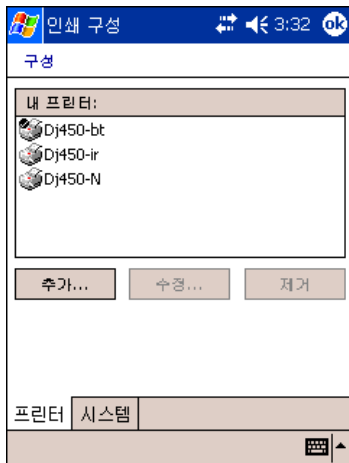 인쇄 구성 3:32 ok
구성
내 프린터:
Dj450-bt
Dj450-ir
Dj450-N
추가... 수정... 제거
프린터 시스템